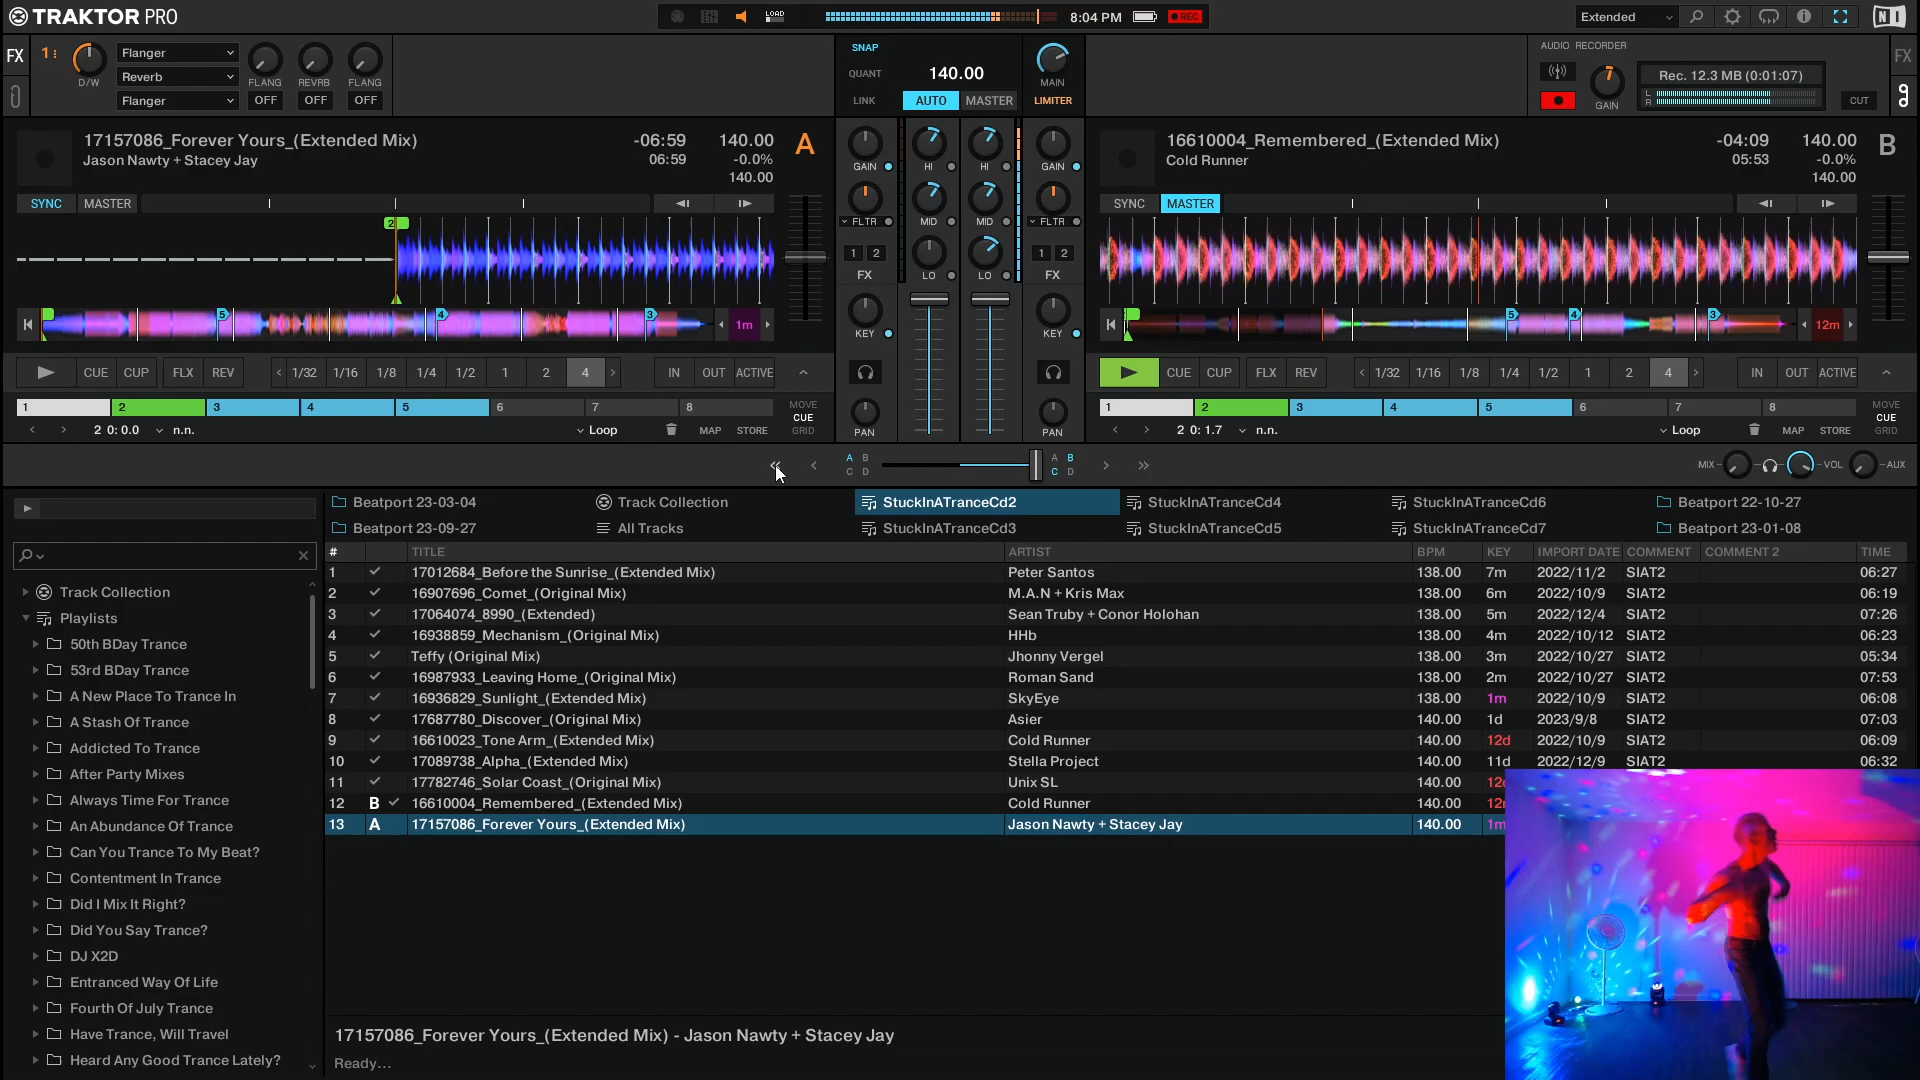 TRAKTOR PRO
LOAD
8:04 PM
REC
Extended
FX
1
D/W
Flanger
Reverb
Flanger
FLANG
REVRB
FLANG
OFF
OFF
OFF
SNAP
QUANT
LINK
140.00
AUTO
MASTER
MAIN
LIMITER
AUDIO RECORDER
GAIN
Rec. 12.3 MB (0:01:07)
L
R
CUT
FX
17157086_Forever Yours_(Extended Mix)
Jason Nawty + Stacey Jay
-06:59
06:59
140.00
-0.0%
140.00
A
SYNC
MASTER
2
5
4
3
1m
CUE
CUP
FLX
REV
1/32
1/16
1/8
1/4
1/2
1
2
4
IN
OUT
ACTIVE
1
2
3
4
5
6
7
8
MOVE
CUE
GRID
2 0: 0.0
n.n.
Loop
MAP
STORE
GAIN
HI
HI
GAIN
MID
MID
FLTR
FLTR
1
2
1
2
FX
LO
LO
FX
KEY
KEY
PAN
PAN
16610004_Remembered_(Extended Mix)
Cold Runner
-04:09
05:53
140.00
-0.0%
140.00
B
SYNC
MASTER
5
4
3
12m
CUE
CUP
FLX
REV
1/32
1/16
1/8
1/4
1/2
1
2
4
IN
OUT
ACTIVE
1
2
3
4
5
6
7
8
MOVE
CUE
GRID
2 0: 1.7
n.n.
Loop
MAP
STORE
A B
C D
A B
C D
MIX
VOL
AUX
Beatport 23-03-04
Track Collection
StuckInATranceCd2
StuckInATranceCd4
StuckInATranceCd6
Beatport 22-10-27
Beatport 23-09-27
All Tracks
StuckInATranceCd3
StuckInATranceCd5
StuckInATranceCd7
Beatport 23-01-08
Track Collection
Playlists
50th BDay Trance
53rd BDay Trance
A New Place To Trance In
A Stash Of Trance
Addicted To Trance
After Party Mixes
Always Time For Trance
An Abundance Of Trance
Can You Trance To My Beat?
Contentment In Trance
Did I Mix It Right?
Did You Say Trance?
DJ X2D
Entranced Way Of Life
Fourth Of July Trance
Have Trance, Will Travel
Heard Any Good Trance Lately?
# TITLE ARTIST BPM KEY IMPORT DATE COMMENT COMMENT 2 TIME
1 17012684_Before the Sunrise_(Extended Mix) Peter Santos 138.00 7m 2022/11/2 SIAT2 06:27
2 16907696_Comet_(Original Mix) M.A.N + Kris Max 138.00 6m 2022/10/9 SIAT2 06:19
3 17064074_8990_(Extended) Sean Truby + Conor Holohan 138.00 5m 2022/12/4 SIAT2 07:26
4 16938859_Mechanism_(Original Mix) HHb 138.00 4m 2022/10/12 SIAT2 06:23
5 Teffy (Original Mix) Jhonny Vergel 138.00 3m 2022/10/27 SIAT2 05:34
6 16987933_Leaving Home_(Original Mix) Roman Sand 138.00 2m 2022/10/27 SIAT2 07:53
7 16936829_Sunlight_(Extended Mix) SkyEye 138.00 1m 2022/10/9 SIAT2 06:08
8 17687780_Discover_(Original Mix) Asier 140.00 1d 2023/9/8 SIAT2 07:03
9 16610023_Tone Arm_(Extended Mix) Cold Runner 140.00 12d 2022/10/9 SIAT2 06:09
10 17089738_Alpha_(Extended Mix) Stella Project 140.00 11d 2022/12/9 SIAT2 06:32
11 17782746_Solar Coast_(Original Mix) Unix SL 140.00 12
12 B 16610004_Remembered_(Extended Mix) Cold Runner 140.00 12
13 A 17157086_Forever Yours_(Extended Mix) Jason Nawty + Stacey Jay 140.00 1m
17157086_Forever Yours_(Extended Mix) - Jason Nawty + Stacey Jay
Ready...